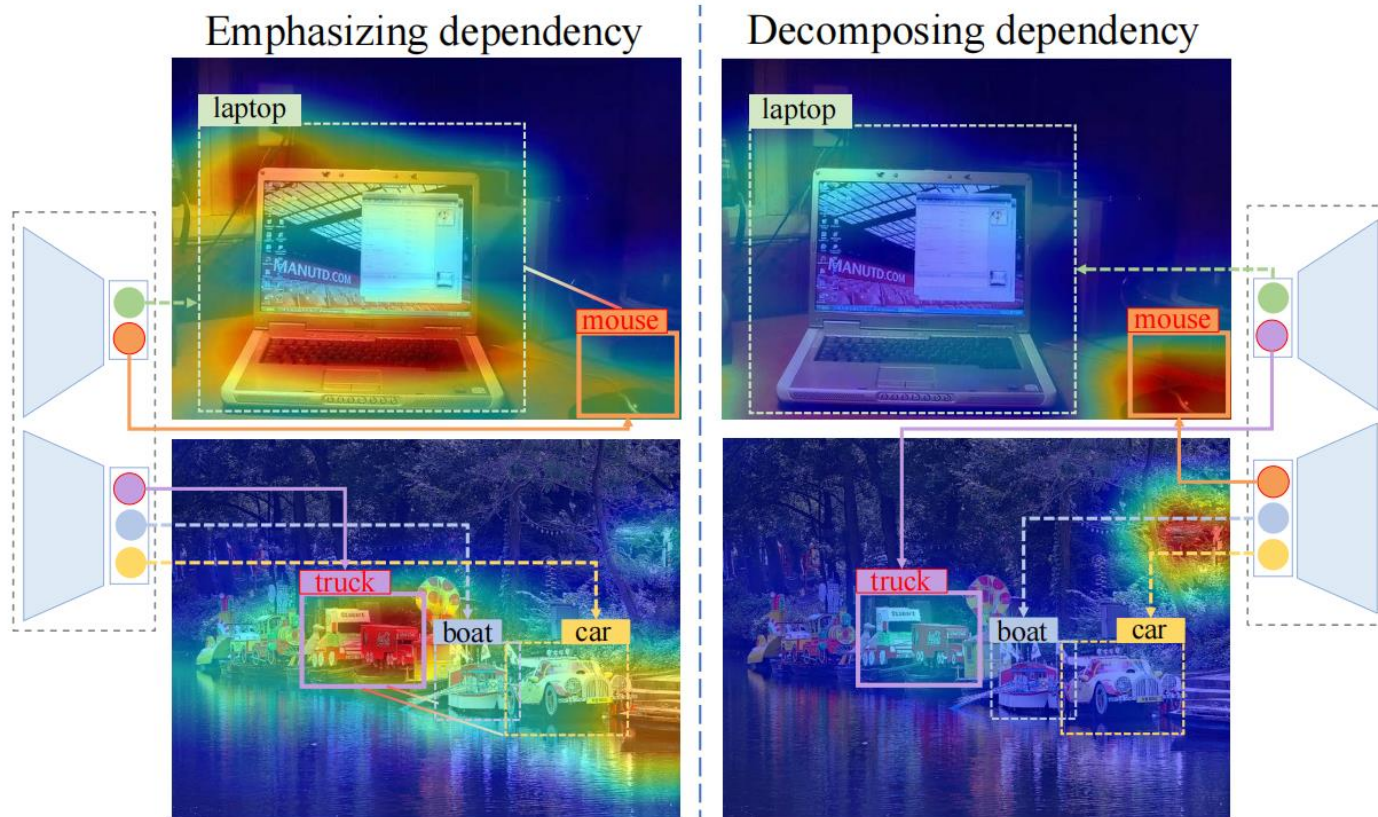 Emphasizing dependency
Decomposing dependency
laptop
MANUTD.COM
mouse
laptop
MANUTD.COM
mouse
truck
boat
car
truck
boat
car